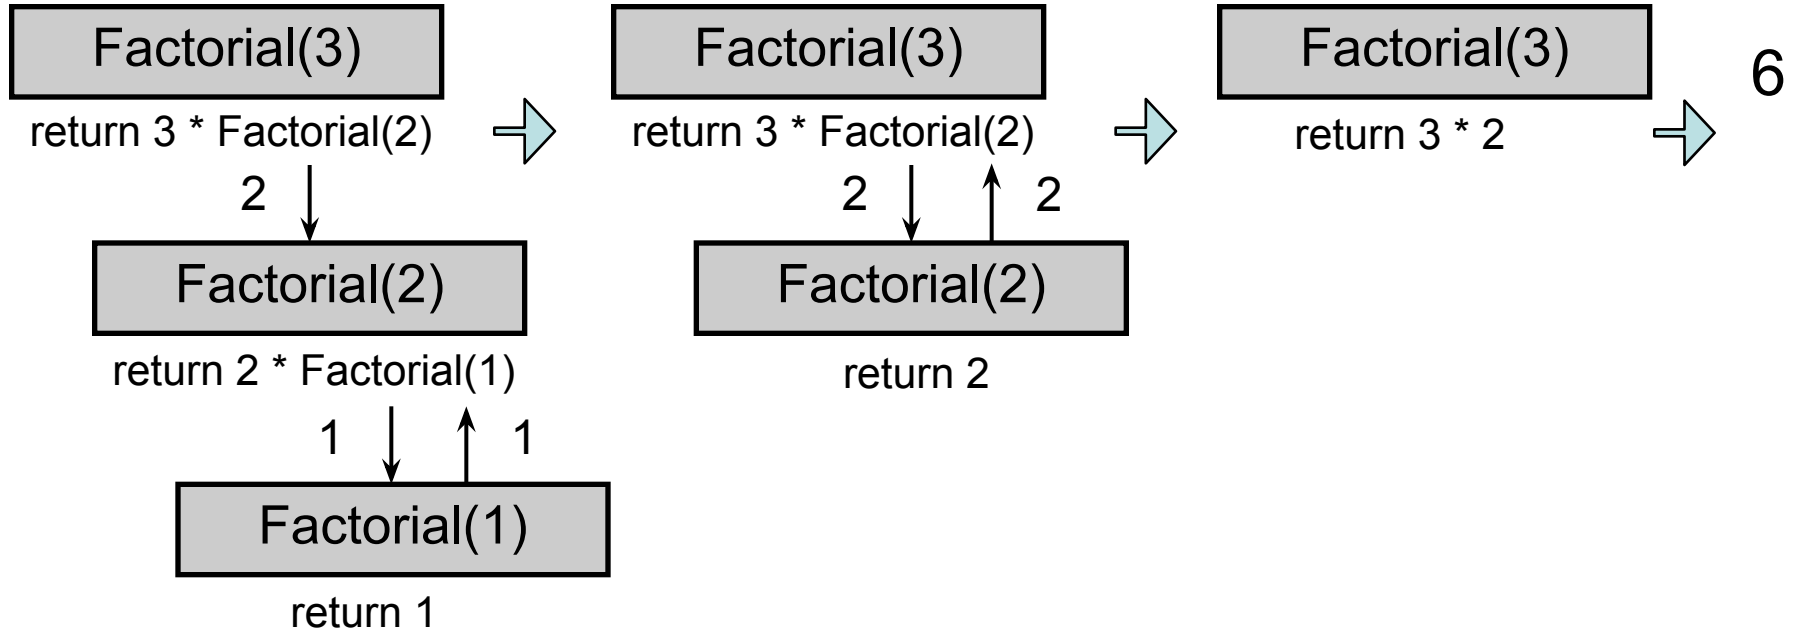 Factorial(3)
return 3 * Factorial(2)
2
Factorial(2)
return 2 * Factorial(1)
1
1
Factorial(1)
return 1
Factorial(3)
return 3 * Factorial(2)
2
2
Factorial(2)
return 2
Factorial(3)
return 3 * 2
6